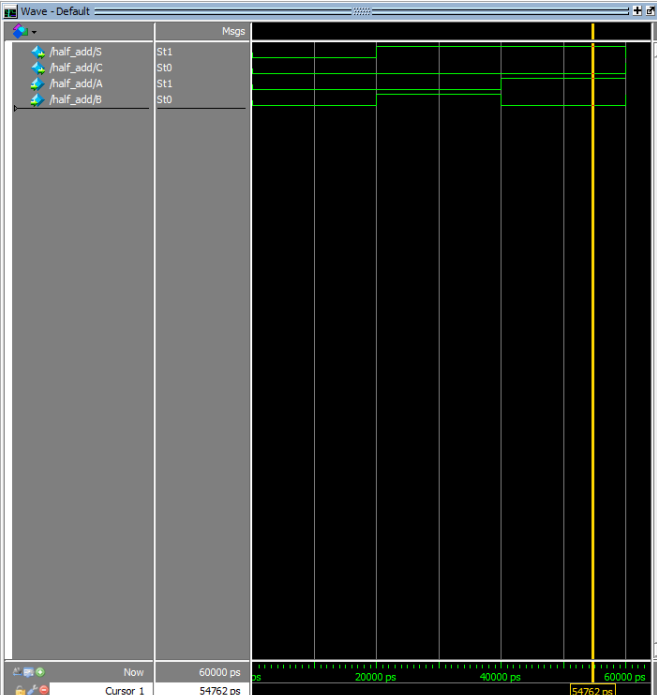 Wave - Default
Msgs
/half_add/S St1
/half_add/C St0
/half_add/A St1
/half_add/B St0
Now 60000 ps ps 20000 ps 40000 ps 60000 ps
Cursor 1 54762 ps 54762 ps